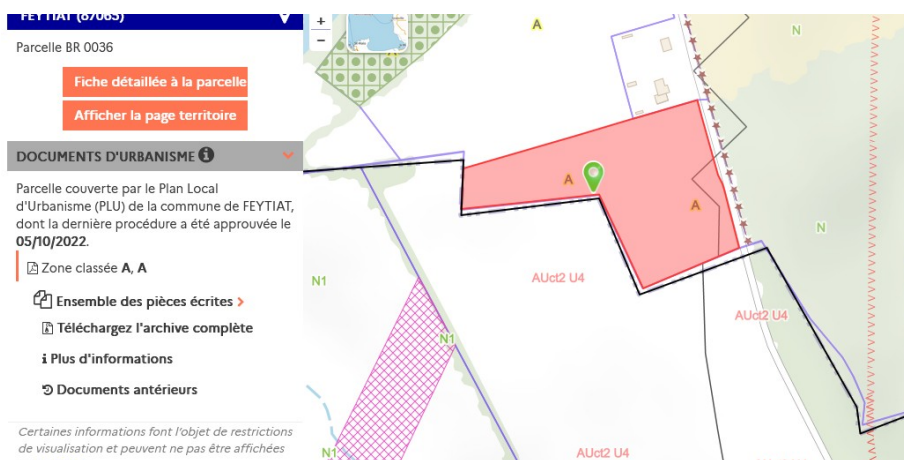 FEYTIAT (87065)
Parcelle BR 0036
Fiche détaillée à la parcelle
Afficher la page territoire
DOCUMENTS D'URBANISME
Parcelle couverte par le Plan Local
d'Urbanisme (PLU) de la commune de FEYTIAT,
dont la dernière procédure a été approuvée le
05/10/2022.
Zone classée A, A
Ensemble des pièces écrites >
Téléchargez l'archive complète
i Plus d'informations
Documents antérieurs
Certaines informations font l'objet de restrictions
de visualisation et peuvent ne pas être affichées
+
−
A
N
A
A
N
N1
AUct2 U4
AUct2 U4
N1
N1
AUct2 U4